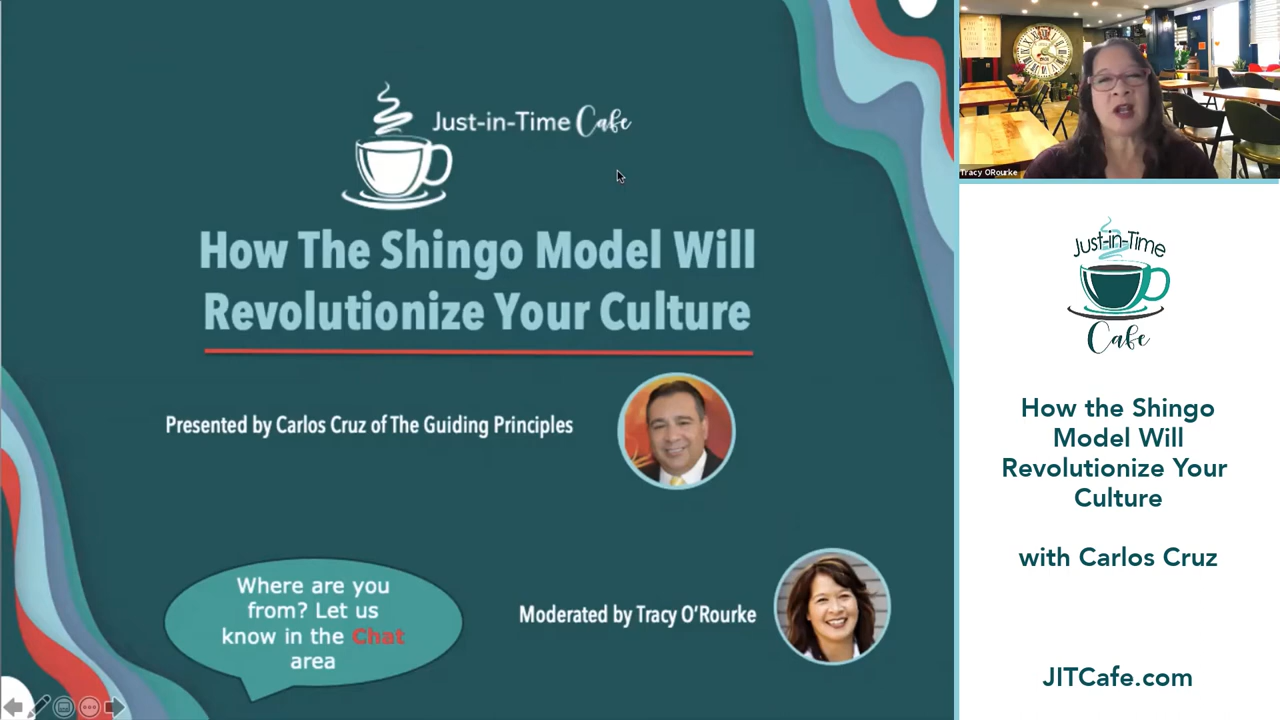 Just-in-Time Cafe
How The Shingo Model Will
Revolutionize Your Culture
Presented by Carlos Cruz of The Guiding Principles
Where are you
from? Let us
know in the Chat
area
Moderated by Tracy O'Rourke
Tracy ORourke
Just-in-Time
Cafe
How the Shingo
Model Will
Revolutionize Your
Culture
with Carlos Cruz
JITCafe.com